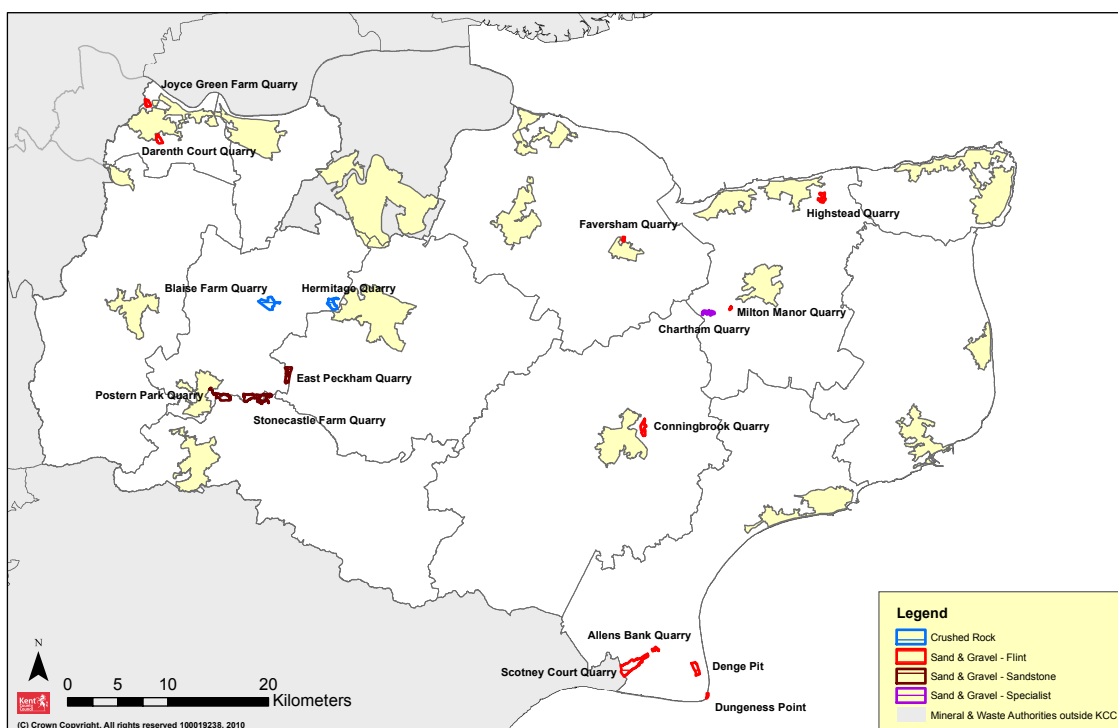 Joyce Green Farm Quarry
Darenth Court Quarry
Highstead Quarry
Faversham Quarry
Blaise Farm Quarry
Hermitage Quarry
Milton Manor Quarry
Chartham Quarry
East Peckham Quarry
Postern Park Quarry
Stonecastle Farm Quarry
Conningbrook Quarry
Allens Bank Quarry
Scotney Court Quarry
Denge Pit
Dungeness Point
N
0 5 10 20
Kilometers
Kent
County
Council
(C) Crown Copyright. All rights reserved 100019238, 2010
Legend
Crushed Rock
Sand & Gravel - Flint
Sand & Gravel - Sandstone
Sand & Gravel - Specialist
Mineral & Waste Authorities outside KCC